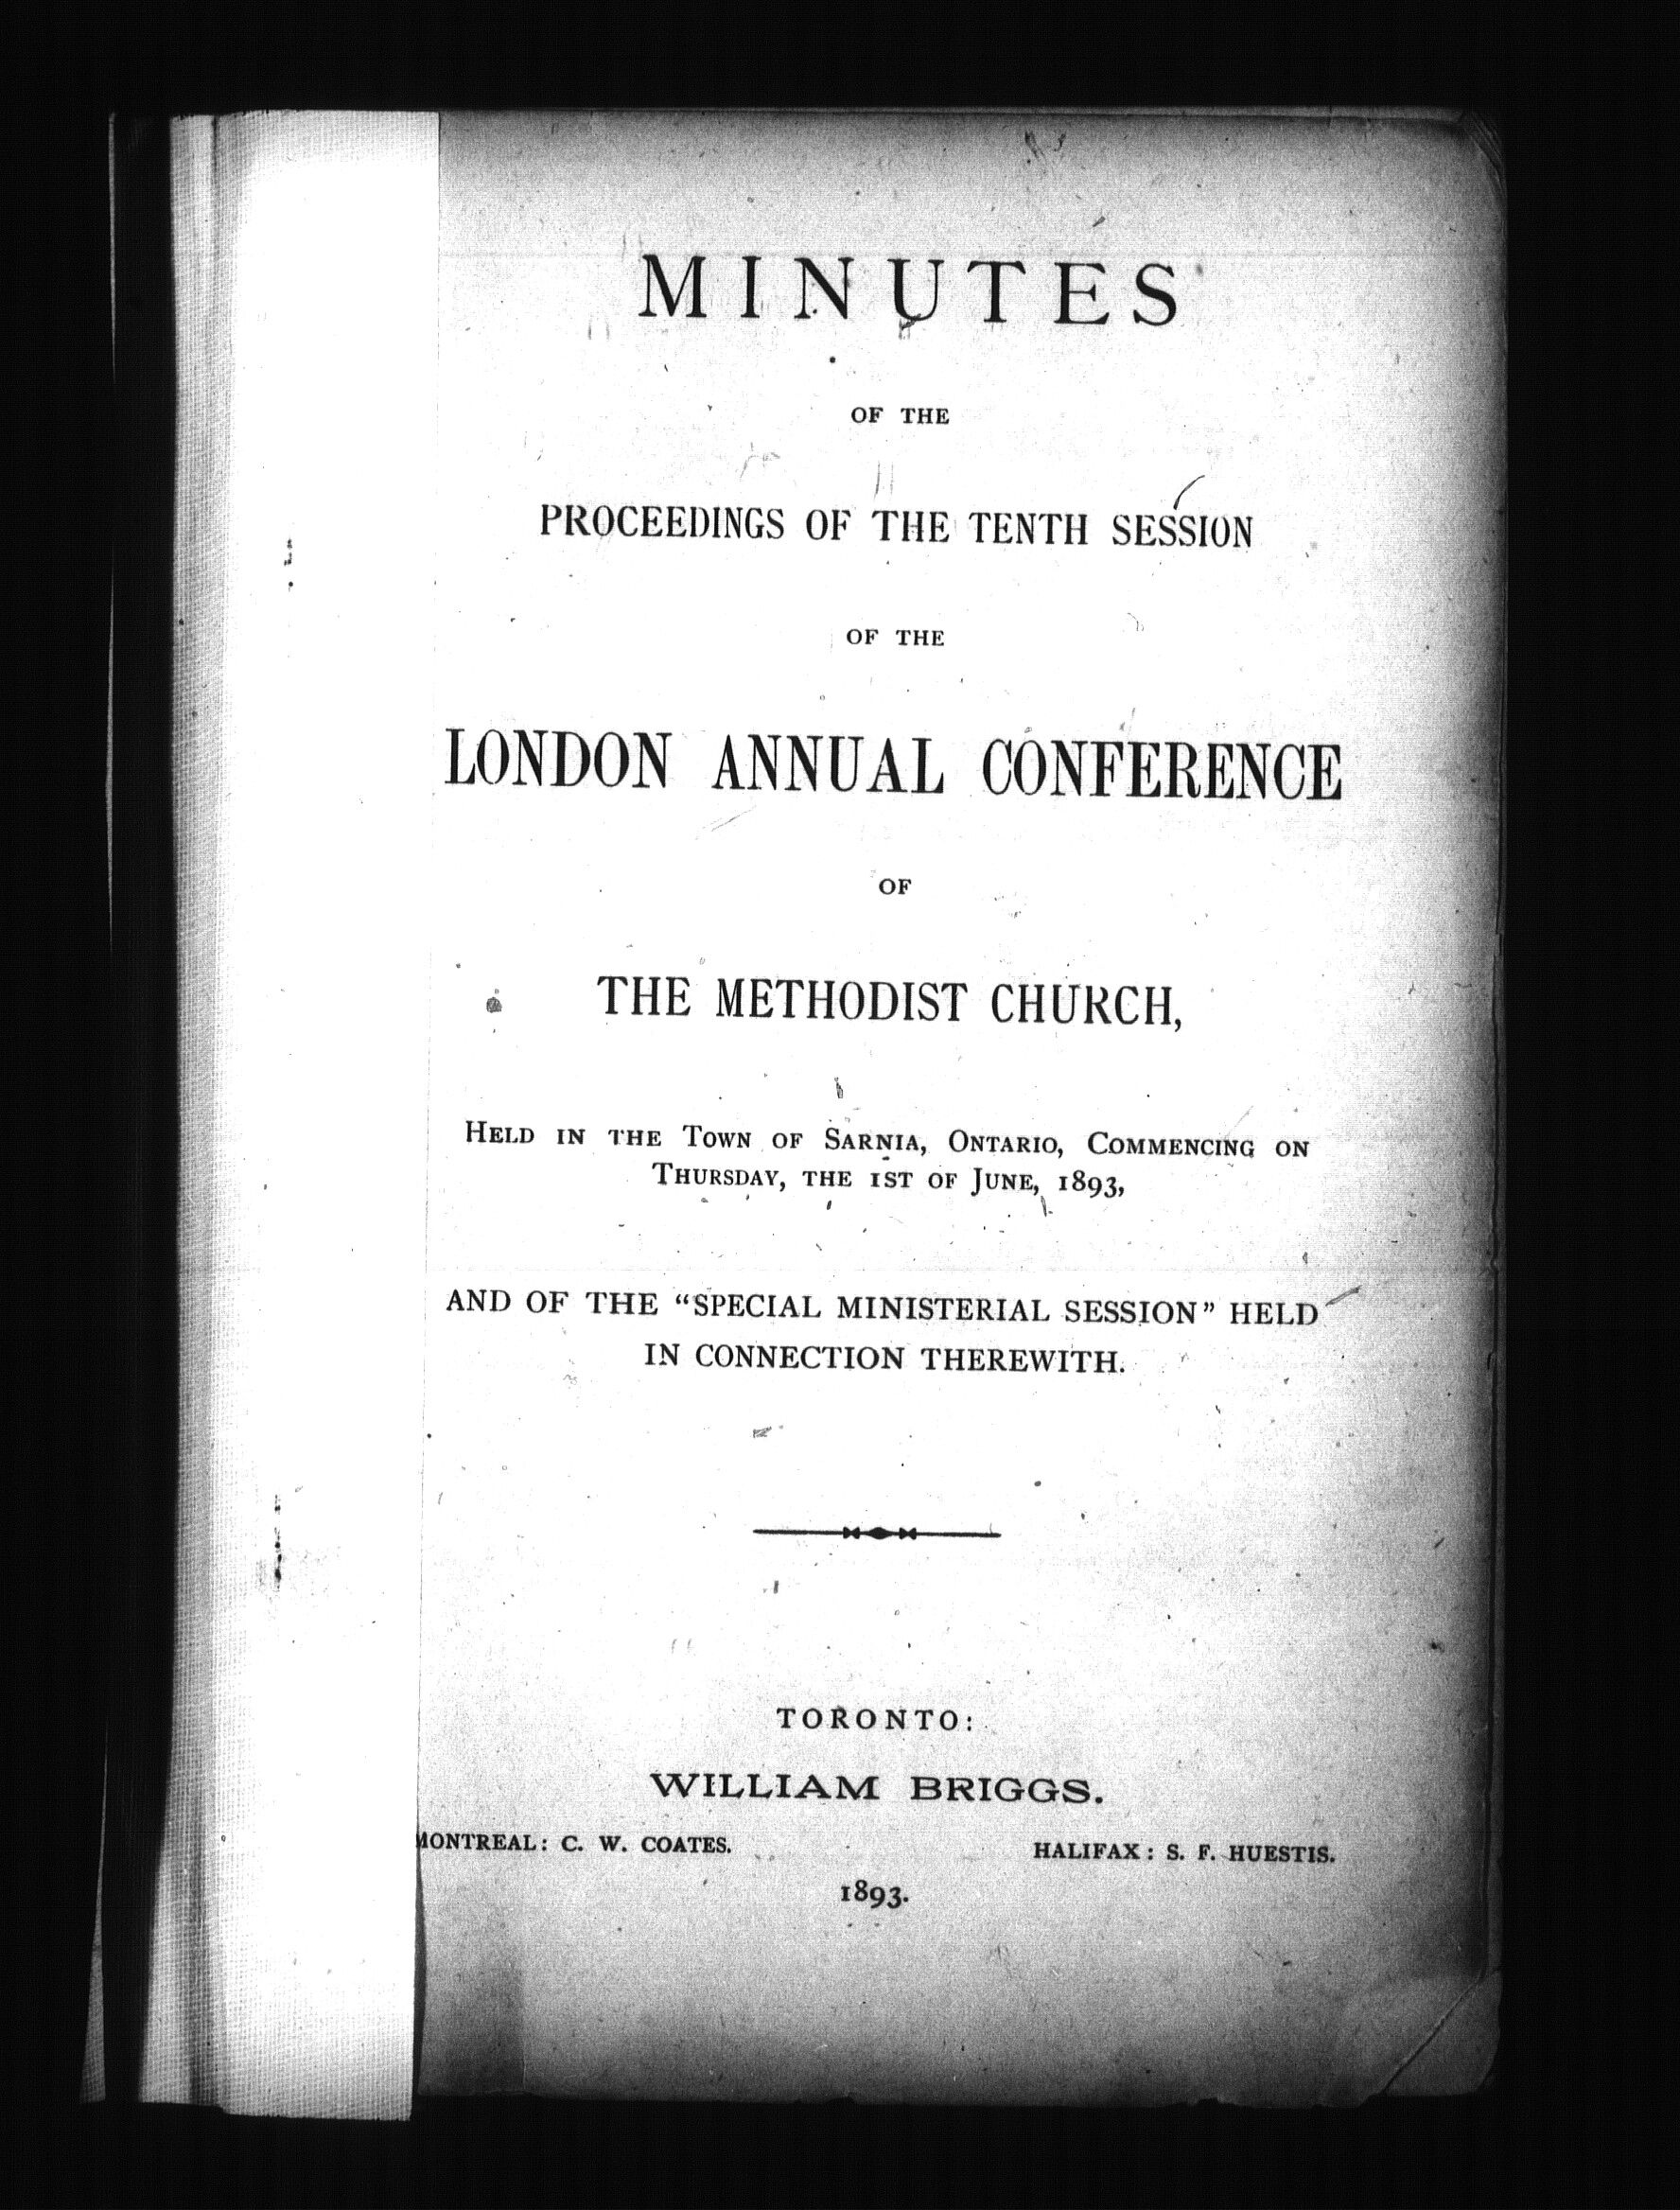 MINUTES
OF THE
PROCEEDINGS OF THE TENTH SESSION
OF THE
LONDON ANNUAL CONFERENCE
OF
THE METHODIST CHURCH,
HELD IN THE TOWN OF SARNIA, ONTARIO, COMMENCING ON
THURSDAY, THE 1ST OF JUNE, 1893,
AND OF THE "SPECIAL MINISTERIAL SESSION" HELD
IN CONNECTION THEREWITH.
TORONTO:
WILLIAM BRIGGS.
MONTREAL: C. W. COATES. HALIFAX: S. F. HUESTIS.
1893.